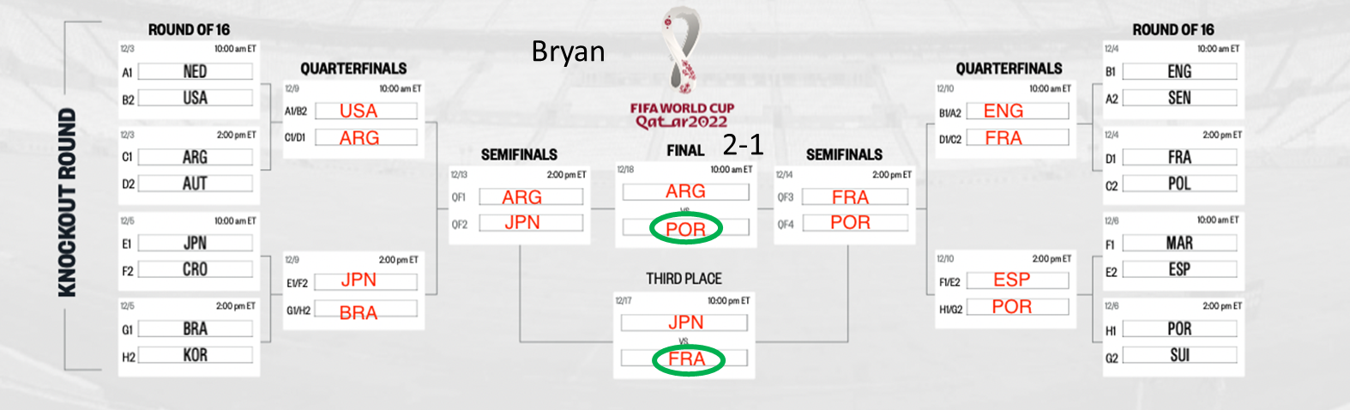 KNOCKOUT ROUND
ROUND OF 16
12/3 10:00 am ET
A1 NED
B2 USA
12/3 2:00 pm ET
C1 ARG
D2 AUT
12/5 10:00 am ET
E1 JPN
F2 CRO
12/5 2:00 pm ET
G1 BRA
H2 KOR
QUARTERFINALS
12/9 10:00 am ET
A1/B2 USA
C1/D1 ARG
12/9 2:00 pm ET
E1/F2 JPN
G1/H2 BRA
SEMIFINALS
12/13 2:00 pm ET
QF1 ARG
QF2 JPN
Bryan
FIFA WORLD CUP
Qatar2022
FINAL 2-1
12/18 10:00 am ET
ARG
VS
POR
THIRD PLACE
12/17 10:00 pm ET
JPN
VS
FRA
SEMIFINALS
12/14 2:00 pm ET
QF3 FRA
QF4 POR
QUARTERFINALS
12/10 10:00 am ET
B1/A2 ENG
D1/C2 FRA
12/10 2:00 pm ET
F1/E2 ESP
H1/G2 POR
ROUND OF 16
12/4 10:00 am ET
B1 ENG
A2 SEN
12/4 2:00 pm ET
D1 FRA
C2 POL
12/6 10:00 am ET
F1 MAR
E2 ESP
12/6 2:00 pm ET
H1 POR
G2 SUI